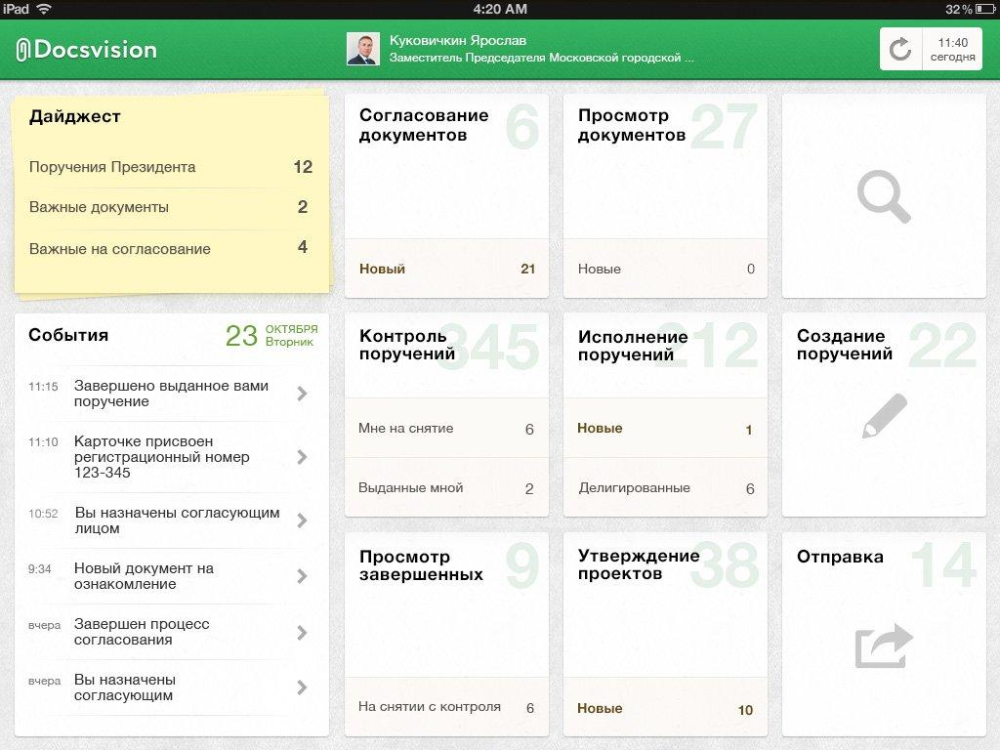 iPad
4:20 AM
32 %
Docsvision
Куковичкин Ярослав
Заместитель Председателя Московской городской ...
11:40
сегодня
Дайджест
Поручения Президента 12
Важные документы 2
Важные на согласование 4
Согласование
документов
6
Новый 21
Просмотр
документов
27
Новые 0
События
23
ОКТЯБРЯ
Вторник
11:15 Завершено выданное вами
поручение
11:10 Карточке присвоен
регистрационный номер
123-345
10:52 Вы назначены согласующим
лицом
9:34 Новый документ на
ознакомление
вчера Завершен процесс
согласования
вчера Вы назначены
согласующим
Контроль
поручений
345
Мне на снятие 6
Выданные мной 2
Исполнение
поручений
212
Новые 1
Делигированные 6
Создание
поручений
22
Просмотр
завершенных
9
На снятии с контроля 6
Утверждение
проектов
38
Новые 10
Отправка
14